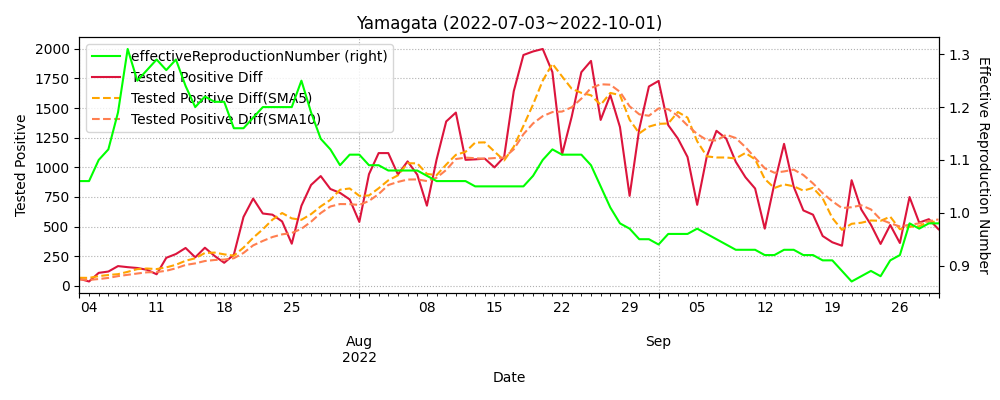 Yamagata (2022-07-03~2022-10-01)
effectiveReproductionNumber (right)
Tested Positive Diff
Tested Positive Diff(SMA5)
Tested Positive Diff(SMA10)
Tested Positive
2000
1750
1500
1250
1000
750
500
250
0
1.3
1.2
1.1
1.0
0.9
Effective Reproduction Number
04 11 18 25 08 15 22 29 05 12 19 26
Aug Sep
2022
Date